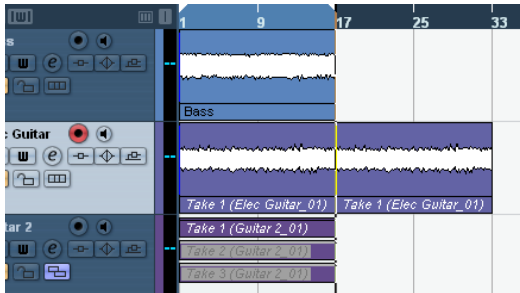 1 9 17 25 33
s
Bass
c Guitar
Take 1 (Elec Guitar_01) Take 1 (Elec Guitar_01)
tar 2
Take 1 (Guitar 2_01)
Take 2 (Guitar 2_01)
Take 3 (Guitar 2_01)